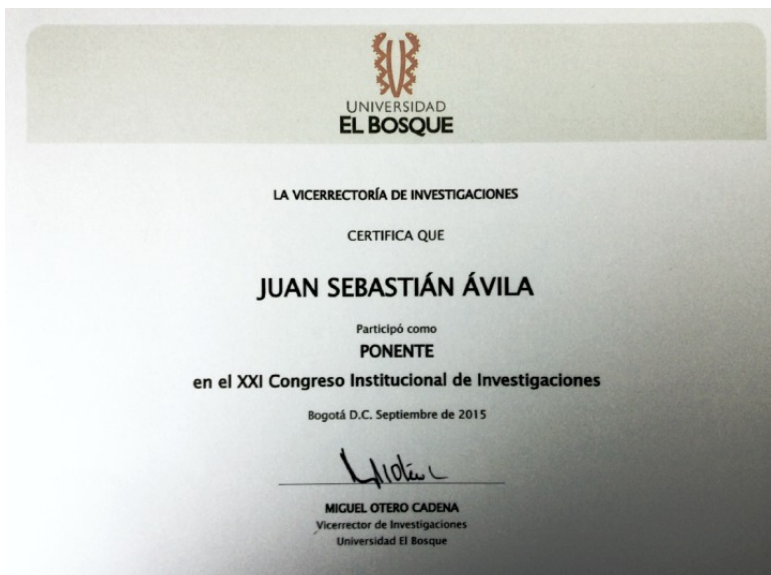 UNIVERSIDAD
EL BOSQUE
LA VICERRECTORÍA DE INVESTIGACIONES
CERTIFICA QUE
JUAN SEBASTIÁN ÁVILA
Participó como
PONENTE
en el XXI Congreso Institucional de Investigaciones
Bogotá D.C. Septiembre de 2015
MIGUEL OTERO CADENA
Vicerrector de Investigaciones
Universidad El Bosque